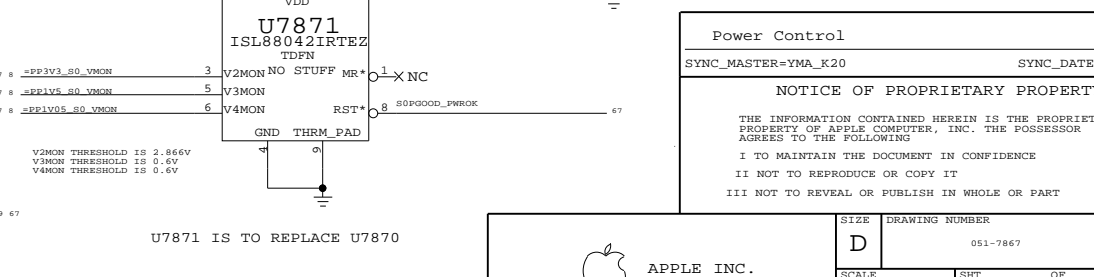 VDD
U7871
ISL88042IRTEZ
TDFN
NO STUFF
=PP3V3_S0_VMON 3 V2MON
MR* 1 NC
8 =PP1V5_S0_VMON 5 V3MON
8 =PP1V05_S0_VMON 6 V4MON
RST* 8 S0PGOOD_PWROK 67
GND THRM_PAD
4 9
V2MON THRESHOLD IS 2.866V
V3MON THRESHOLD IS 0.6V
V4MON THRESHOLD IS 0.6V
67
U7871 IS TO REPLACE U7870
Power Control
SYNC_MASTER=YMA_K20 SYNC_DATE
NOTICE OF PROPRIETARY PROPERTY
THE INFORMATION CONTAINED HEREIN IS THE PROPRIET
PROPERTY OF APPLE COMPUTER, INC. THE POSSESSOR
AGREES TO THE FOLLOWING
I TO MAINTAIN THE DOCUMENT IN CONFIDENCE
II NOT TO REPRODUCE OR COPY IT
III NOT TO REVEAL OR PUBLISH IN WHOLE OR PART
APPLE INC.
SIZE
D
DRAWING NUMBER
051-7867
SCALE
SHT OF